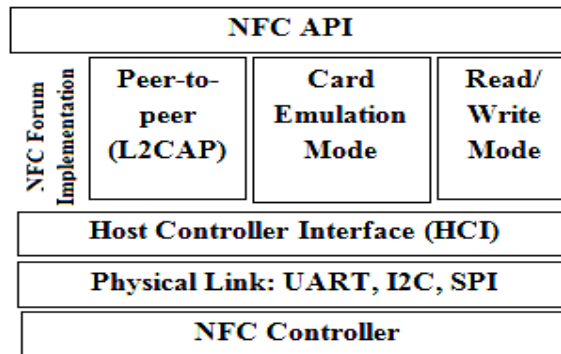 NFC API
NFC Forum
Implementation
Peer-to-
peer
(L2CAP)
Card
Emulation
Mode
Read/
Write
Mode
Host Controller Interface (HCI)
Physical Link: UART, I2C, SPI
NFC Controller